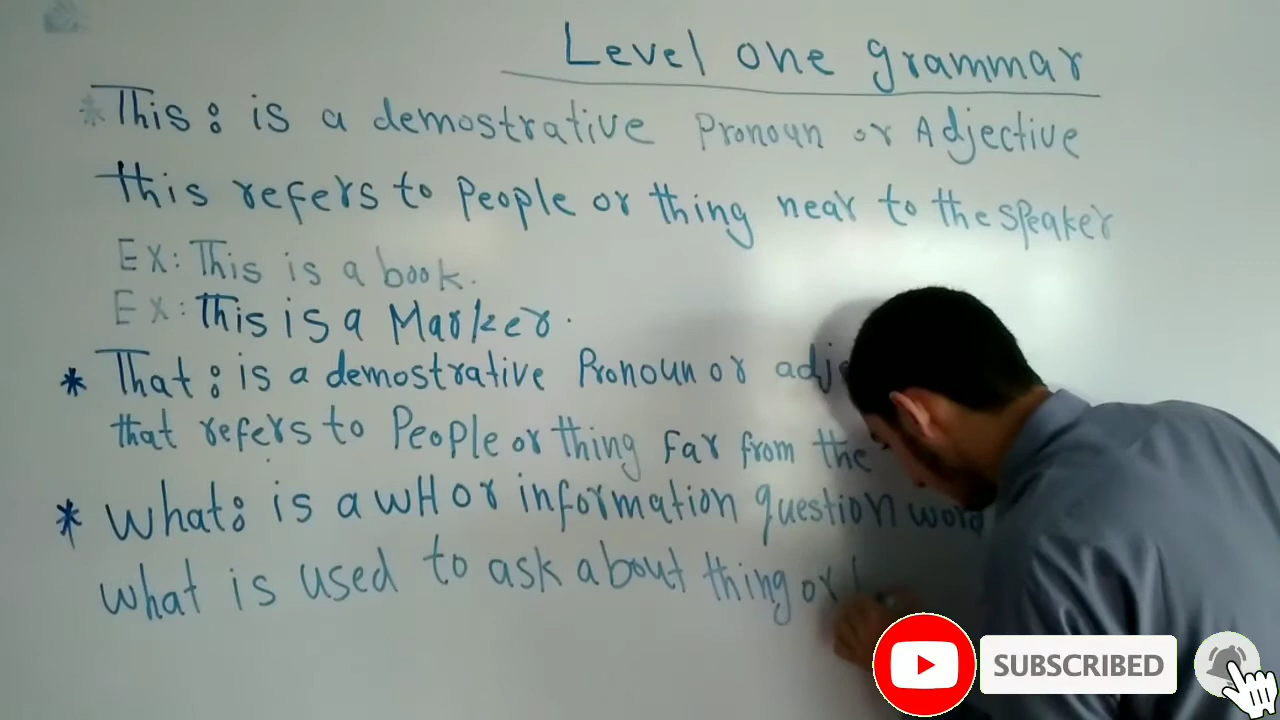 Level one grammar
* This: is a demostrative Pronoun or Adjective
this refers to People or thing near to the speaker
EX: This is a book.
EX: This is a Marker.
* That: is a demostrative Pronoun or adje
that refers to People or thing Far from the
* What: is a WH or information question word
what is used to ask about thing or
SUBSCRIBED